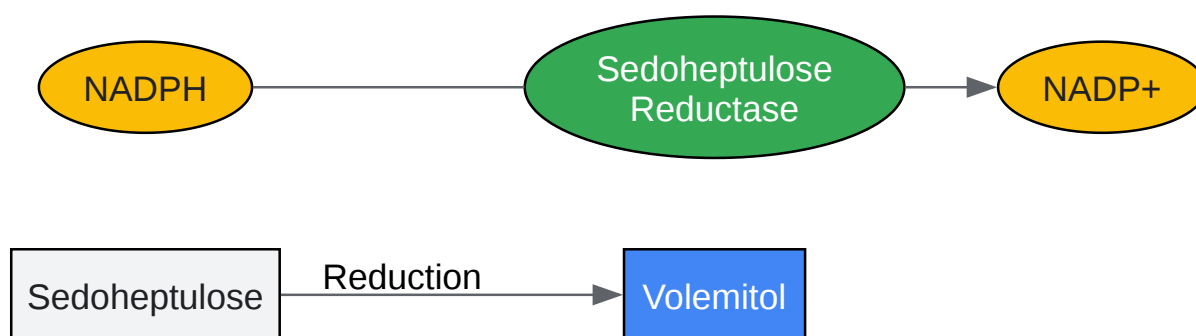 NADPH
Sedoheptulose
Reductase
NADP+
Sedoheptulose
Reduction
Volemitol